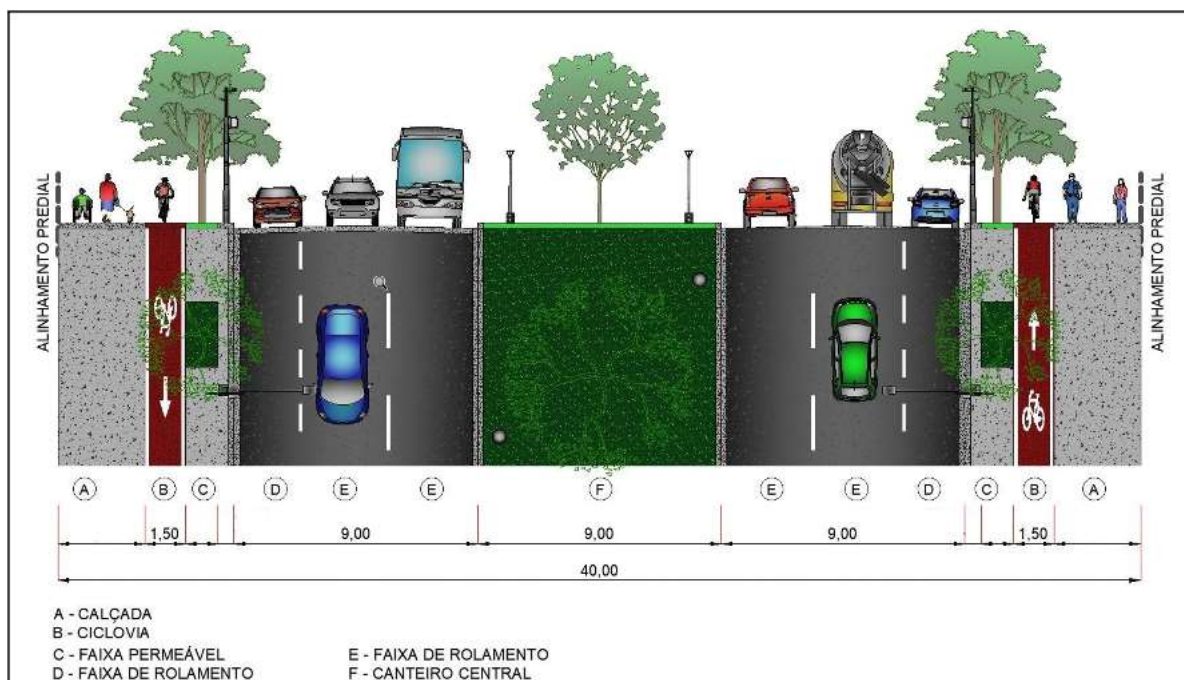 ALINHAMENTO PREDIAL
ALINHAMENTO PREDIAL
A B C D E E F E E D C B A
1,50 9,00 9,00 9,00 1,50
40,00
A - CALÇADA
B - CICLOVIA
C - FAIXA PERMEÁVEL E - FAIXA DE ROLAMENTO
D - FAIXA DE ROLAMENTO F - CANTEIRO CENTRAL